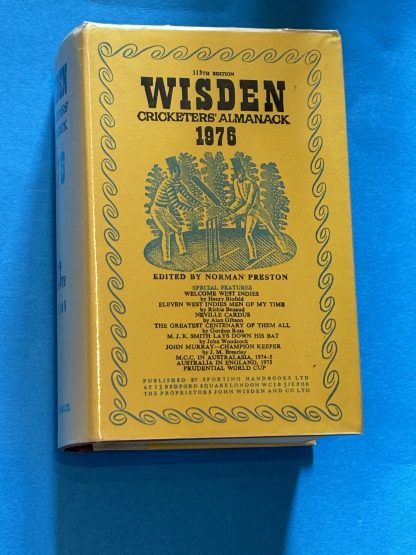 113TH EDITION
WISDEN
CRICKETERS' ALMANACK
1976
EDITED BY NORMAN PRESTON
SPECIAL FEATURES
WELCOME WEST INDIES
by Henry Blofeld
ELEVEN WEST INDIES MEN OF MY TIME
by Richie Benaud
NEVILLE CARDUS
by Alan Gibson
THE GREATEST CENTENARY OF THEM ALL
by Gordon Ross
M. J. K. SMITH LAYS DOWN HIS BAT
by John Woodcock
JOHN MURRAY—CHAMPION KEEPER
by J. M. Brearley
M.C.C. IN AUSTRALASIA, 1974-5
AUSTRALIA IN ENGLAND, 1975
PRUDENTIAL WORLD CUP
PUBLISHED BY SPORTING HANDBOOKS LTD
AT 13 BEDFORD SQUARE LONDON WC1B 3JE FOR
THE PROPRIETORS JOHN WISDEN AND CO LTD